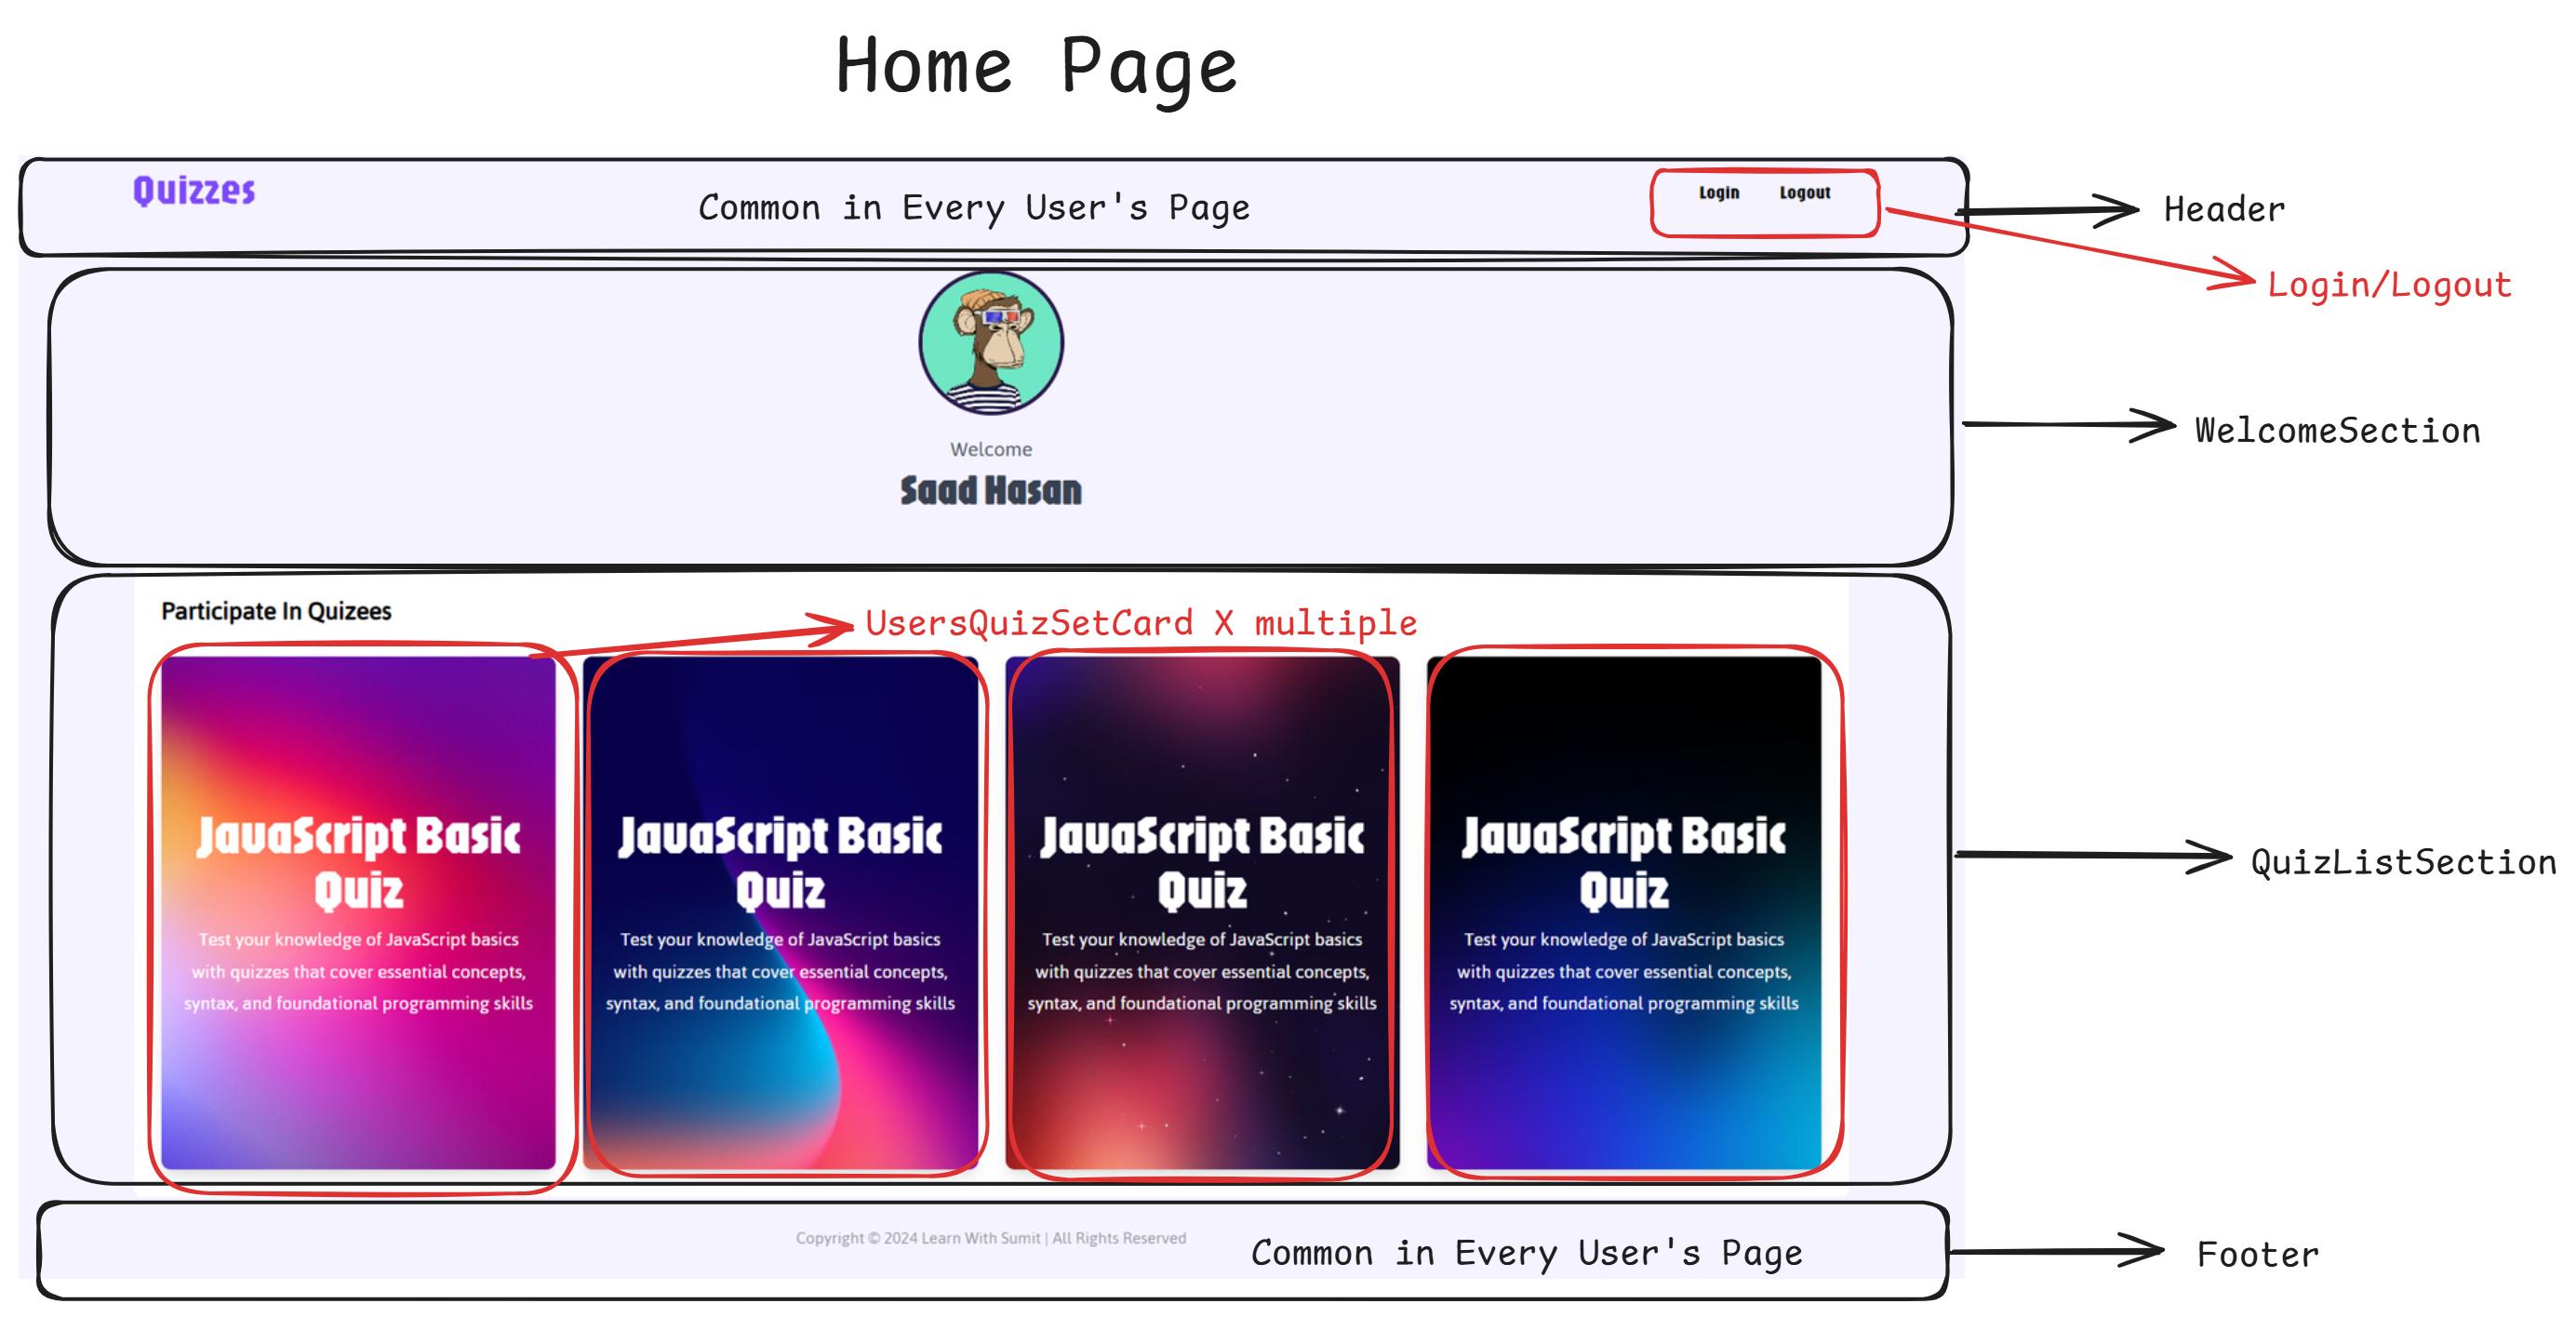 Home Page
Quizzes
Common in Every User's Page
Login Logout
Header
Login/Logout
Welcome
Saad Hasan
WelcomeSection
Participate In Quizees
UsersQuizSetCard X multiple
JavaScript Basic
Quiz
Test your knowledge of JavaScript basics
with quizzes that cover essential concepts,
syntax, and foundational programming skills
JavaScript Basic
Quiz
Test your knowledge of JavaScript basics
with quizzes that cover essential concepts,
syntax, and foundational programming skills
JavaScript Basic
Quiz
Test your knowledge of JavaScript basics
with quizzes that cover essential concepts,
syntax, and foundational programming skills
JavaScript Basic
Quiz
Test your knowledge of JavaScript basics
with quizzes that cover essential concepts,
syntax, and foundational programming skills
QuizListSection
Copyright © 2024 Learn With Sumit | All Rights Reserved
Common in Every User's Page
Footer